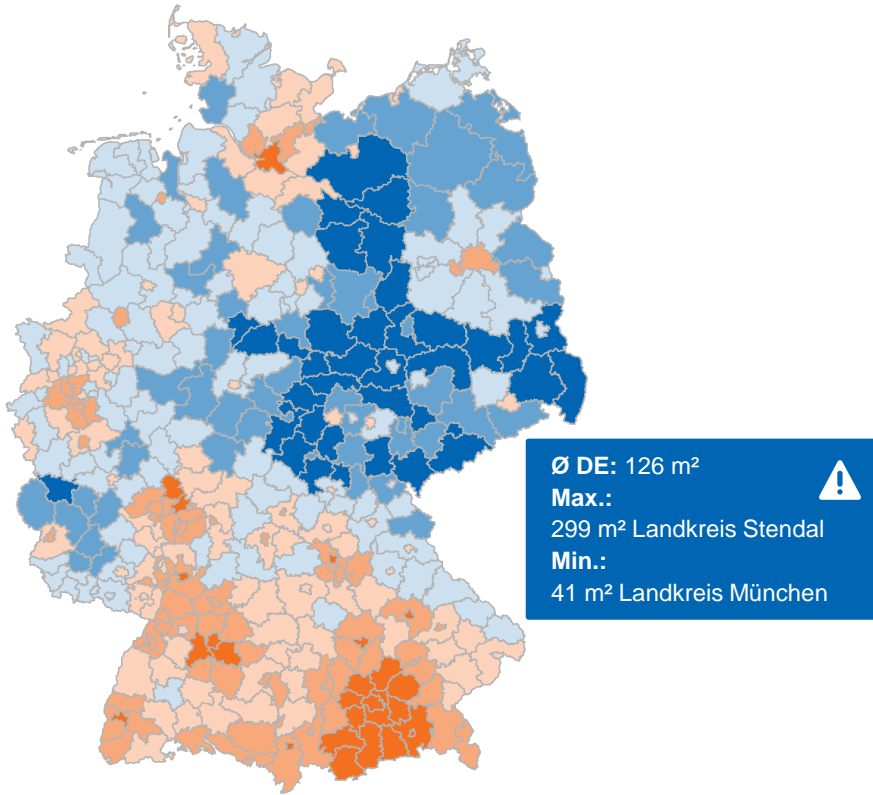 Ø DE: 126 m²
Max.:
299 m² Landkreis Stendal
Min.:
41 m² Landkreis München